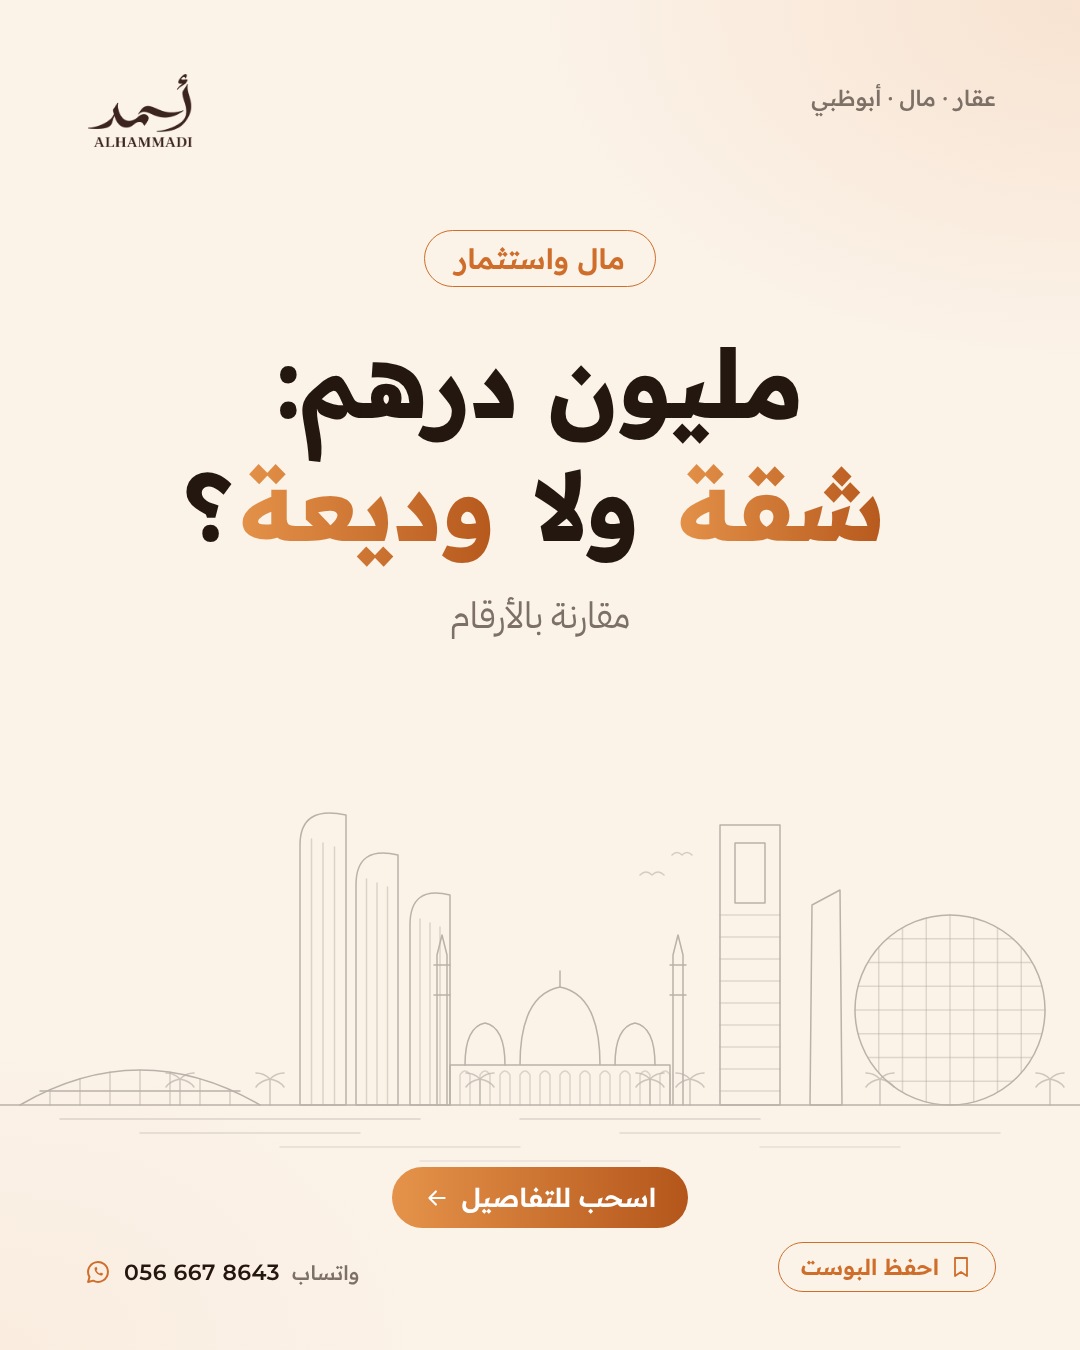 عقار · مال · أبوظبي
أحمد
ALHAMMADI
مال واستثمار
مليون درهم:
شقة ولا وديعة؟
مقارنة بالأرقام
اسحب للتفاصيل ←
احفظ البوست
واتساب 056 667 8643